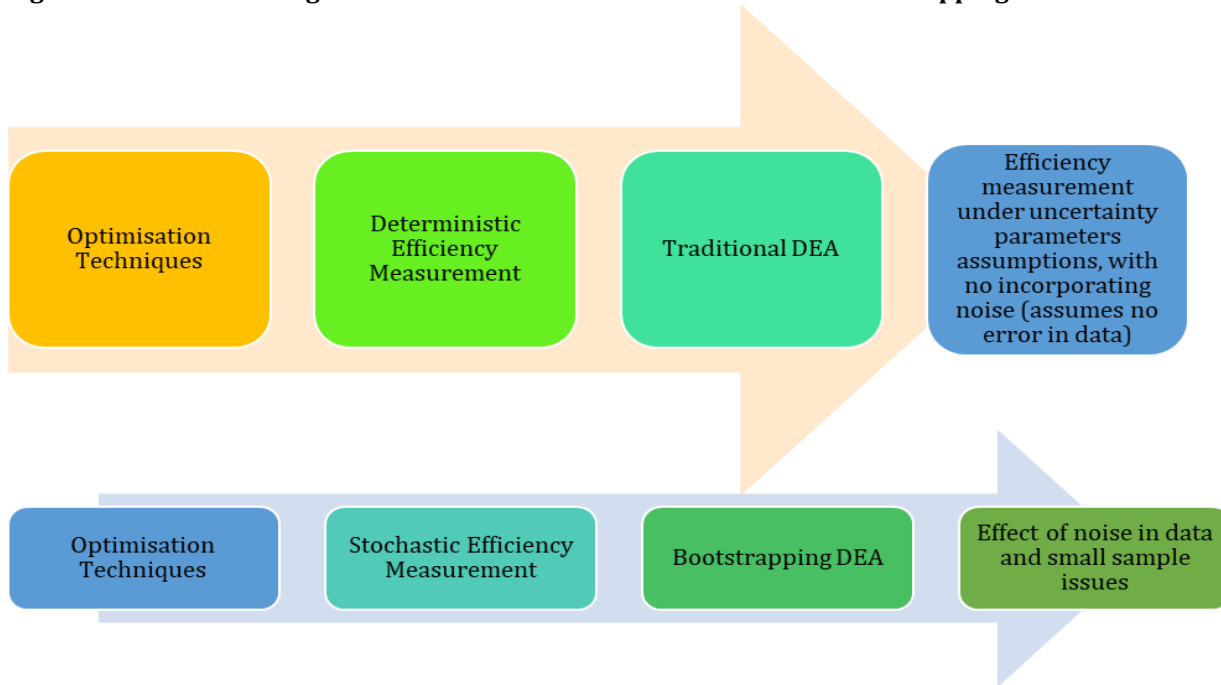 Optimisation
Techniques
Deterministic
Efficiency
Measurement
Traditional DEA
Efficiency
measurement
under uncertainty
parameters
assumptions, with
no incorporating
noise (assumes no
error in data)
Optimisation
Techniques
Stochastic Efficiency
Measurement
Bootstrapping DEA
Effect of noise in data
and small sample
issues